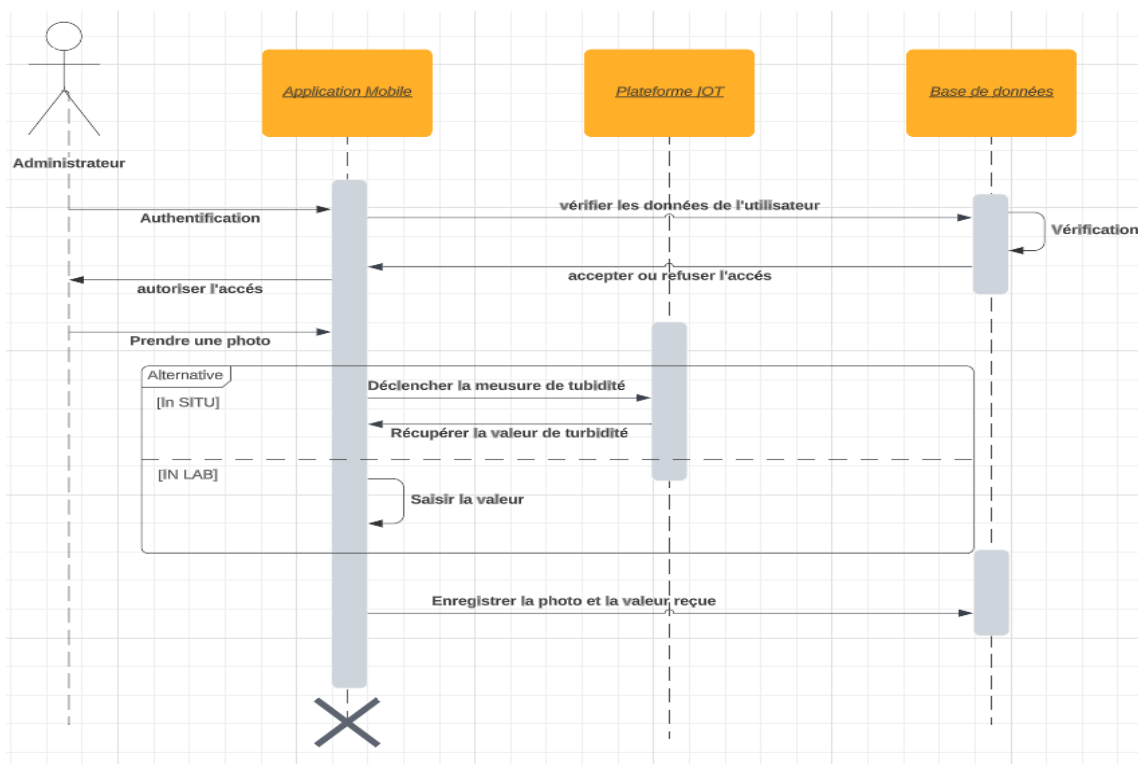 Application Mobile
Plateforme IOT
Base de données
Administrateur
Authentification
vérifier les données de l'utilisateur
Vérification
accepter ou refuser l'accés
autoriser l'accés
Prendre une photo
Alternative
[In SITU]
Déclencher la meusure de tubidité
Récupérer la valeur de turbidité
[IN LAB]
Saisir la valeur
Enregistrer la photo et la valeur reçue